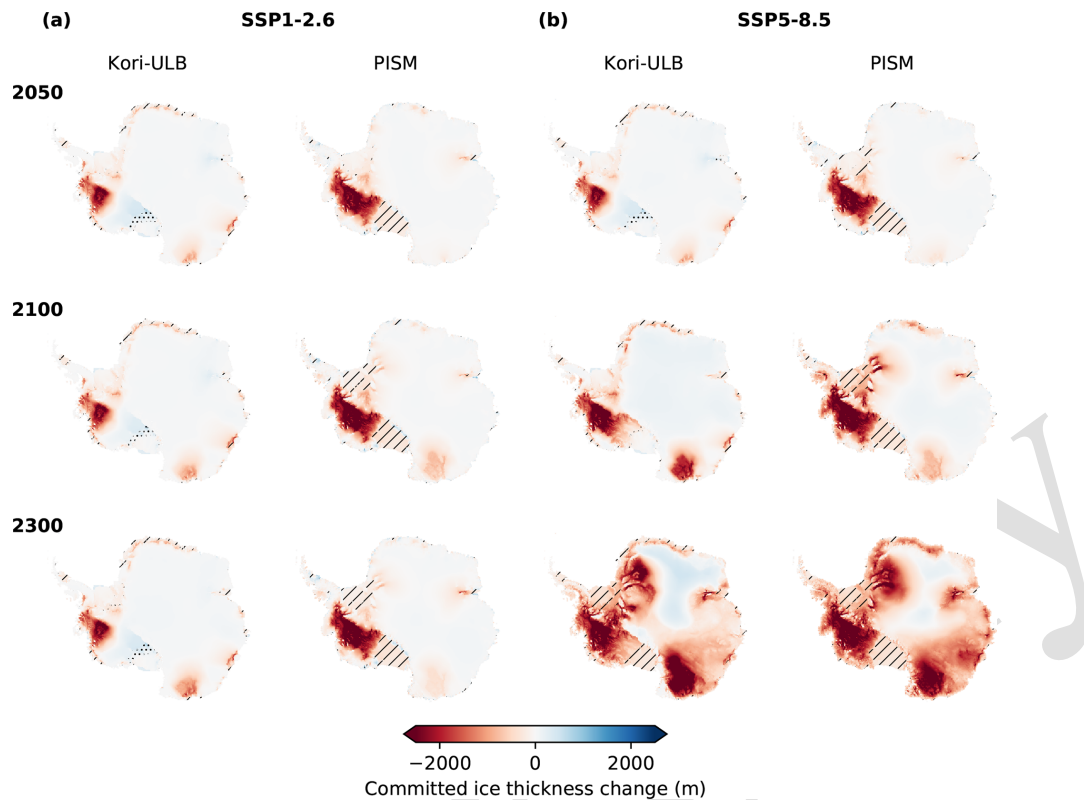 (a) SSP1-2.6 (b) SSP5-8.5
Kori-ULB PISM Kori-ULB PISM
2050
2100
2300
−2000 0 2000
Committed ice thickness change (m)
y